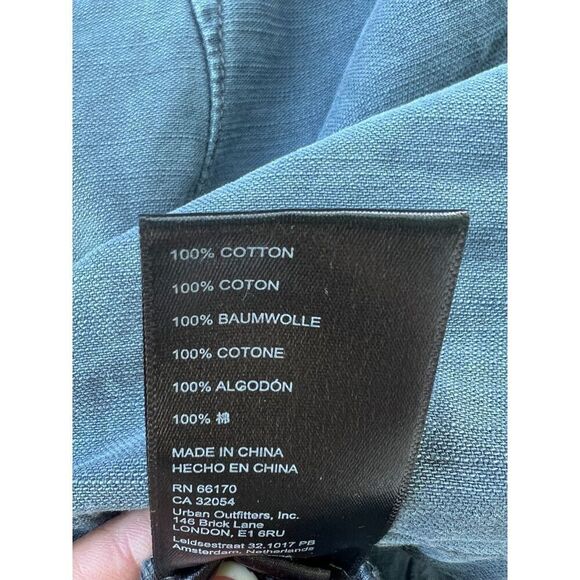 100% COTTON
100% COTON
100% BAUMWOLLE
100% COTONE
100% ALGODÓN
100% 棉
MADE IN CHINA
HECHO EN CHINA
RN 66170
CA 32054
Urban Outfitters, Inc.
146 Brick Lane
LONDON, E1 6RU
Leidsestraat 32, 1017 PB
Amsterdam, Netherlands